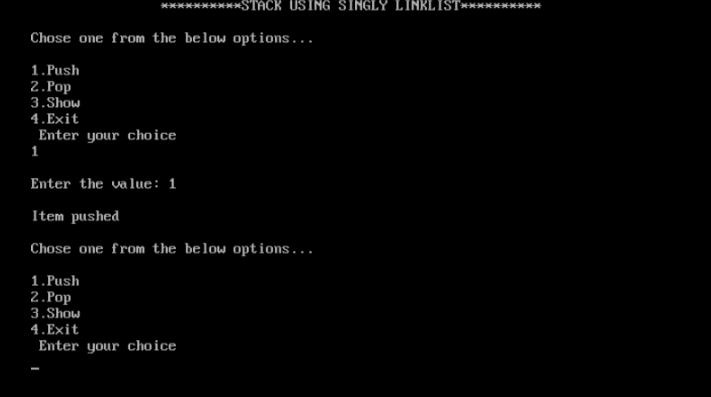 **********STACK USING SINGLY LINKLIST**********
Chose one from the below options...
1.Push
2.Pop
3.Show
4.Exit
Enter your choice
1
Enter the value: 1
Item pushed
Chose one from the below options...
1.Push
2.Pop
3.Show
4.Exit
Enter your choice
_